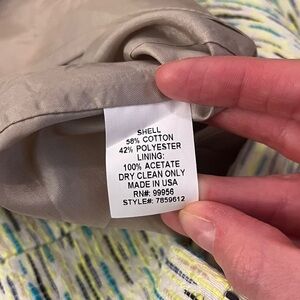 SHELL
58% COTTON
42% POLYESTER
LINING:
100% ACETATE
DRY CLEAN ONLY
MADE IN USA
RN#: 99956
STYLE#: 7859612